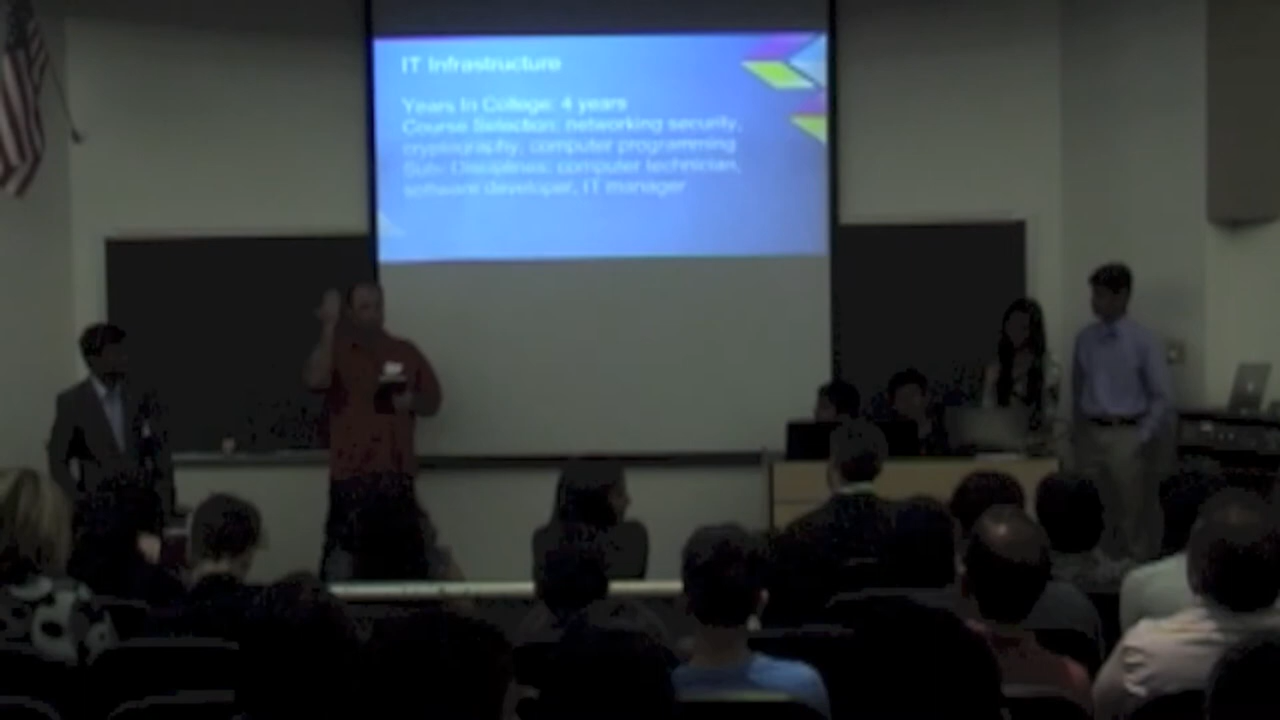 IT Infrastructure
Years In College: 4 years
Course Selection: networking security,
cryptography, computer programming
Sub- Disciplines: computer technician,
software developer, IT manager